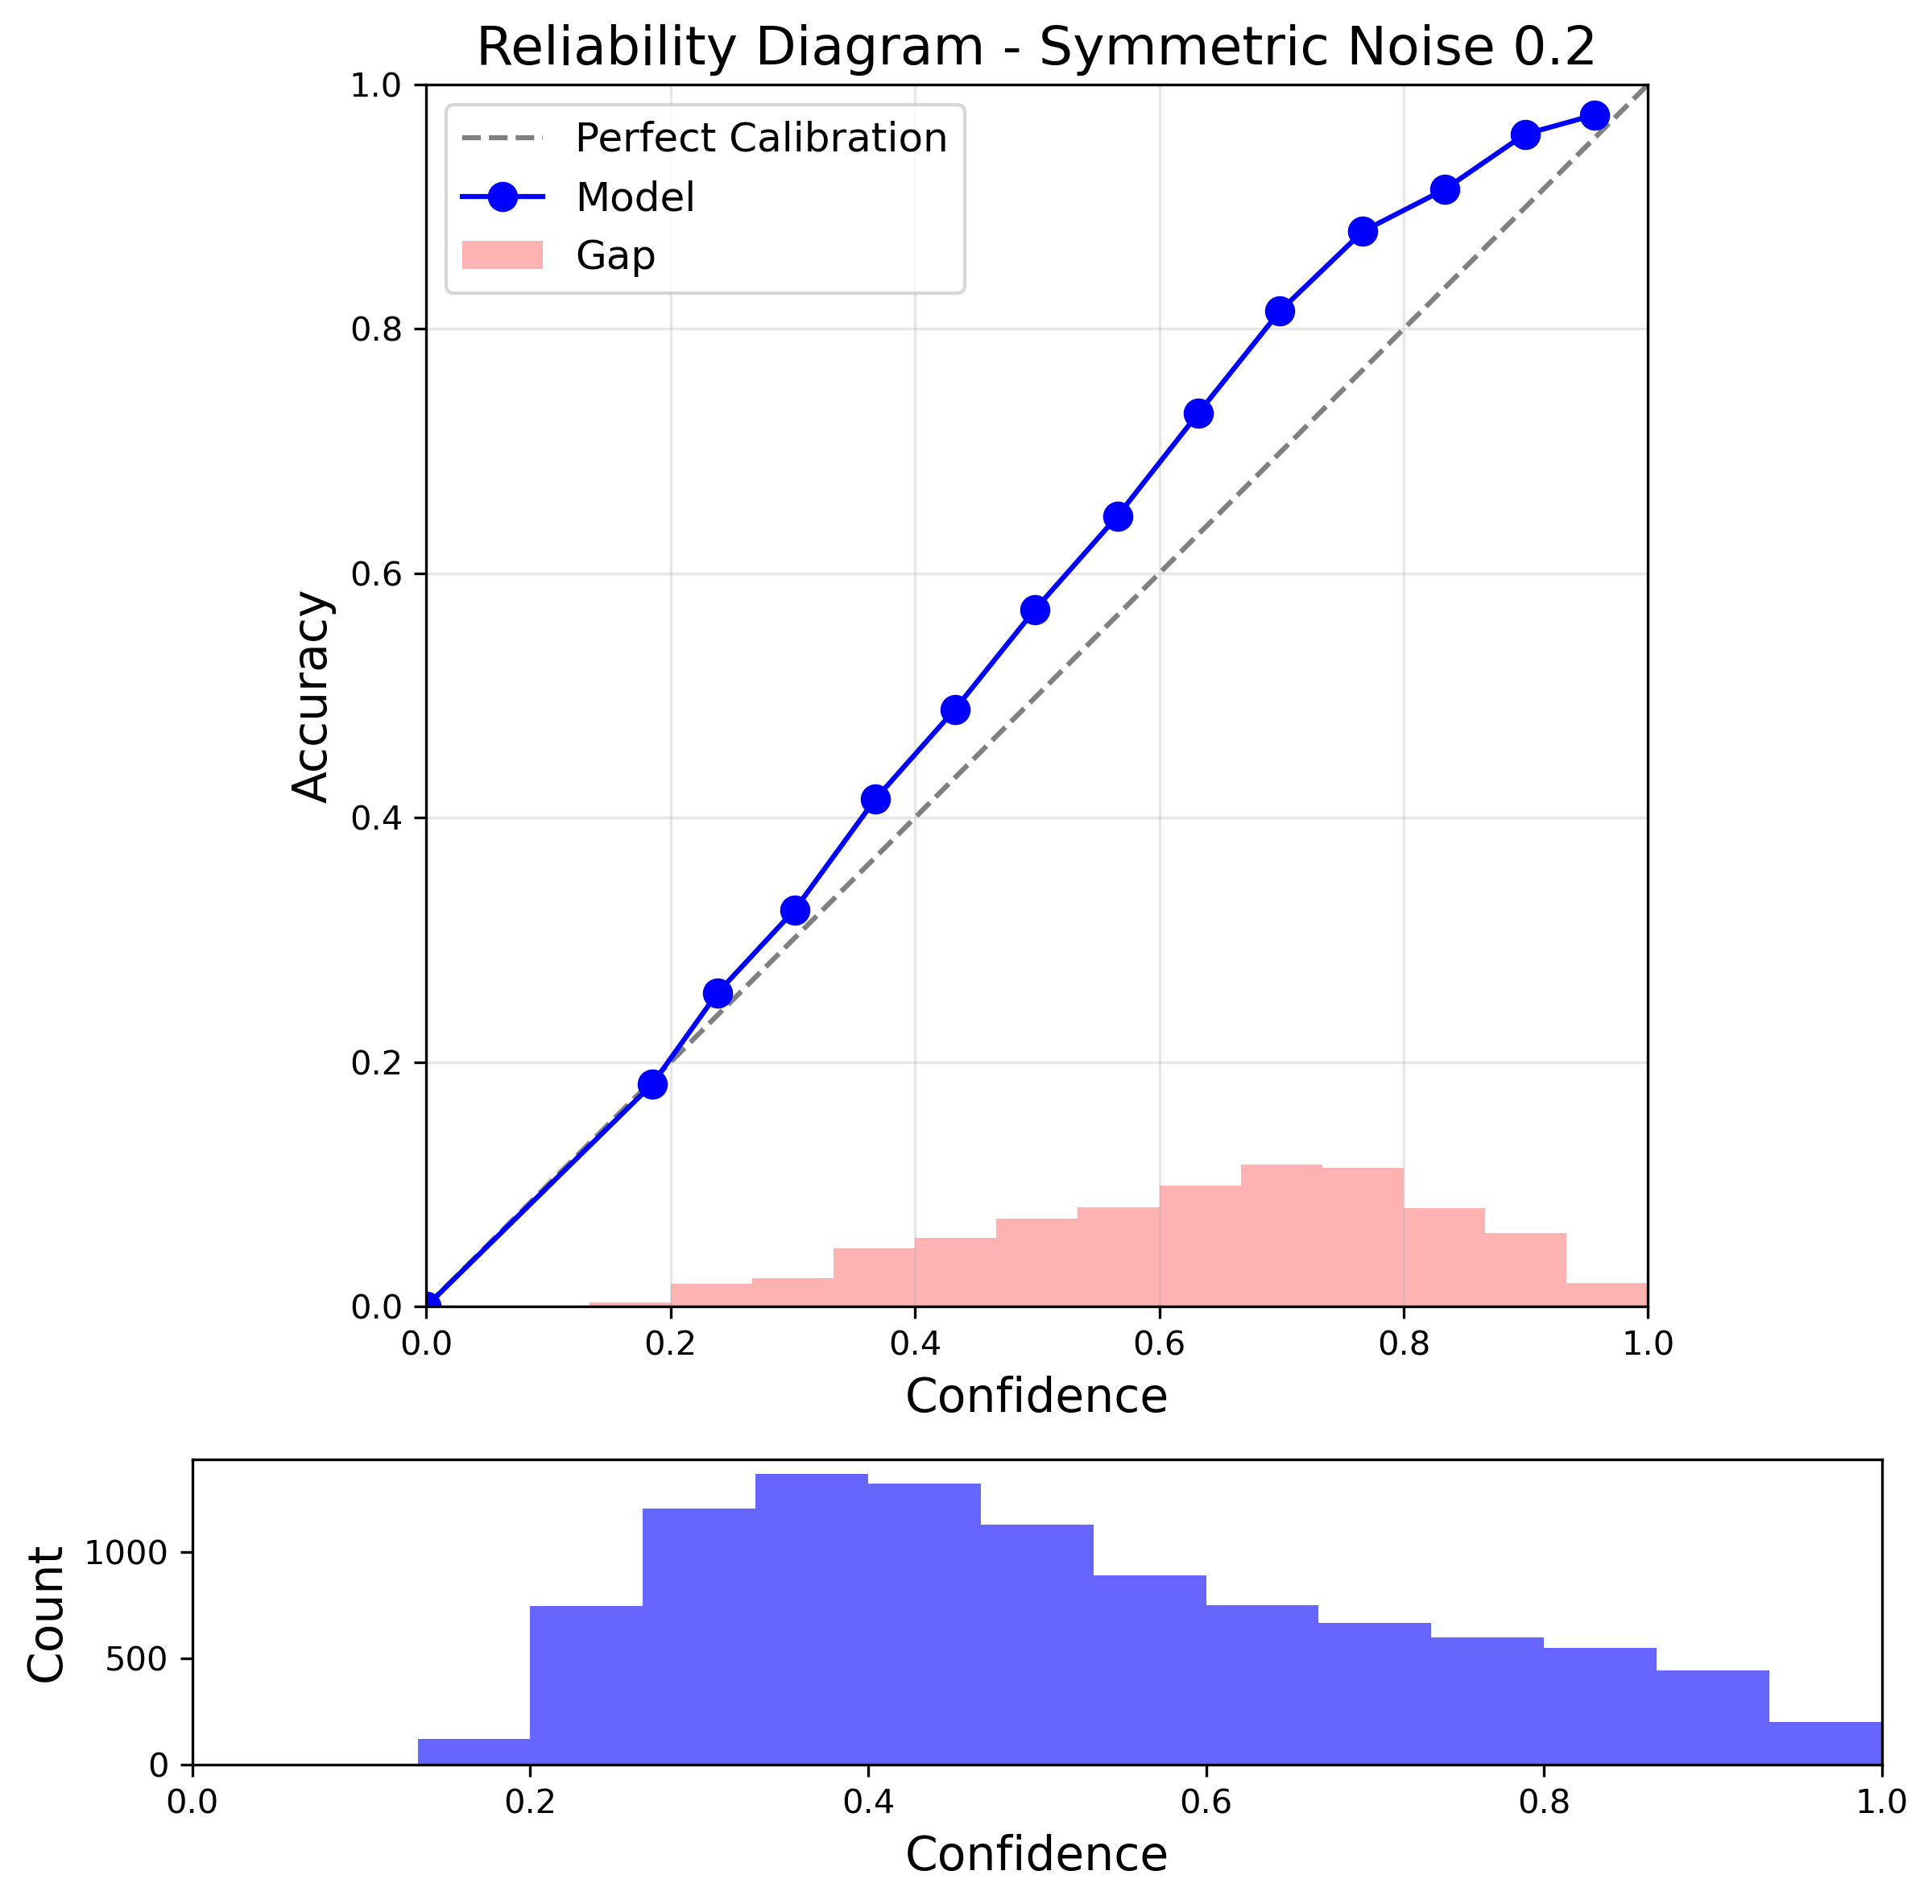 Reliability Diagram - Symmetric Noise 0.2
1.0
Perfect Calibration
Model
Gap
0.8
0.6
0.4
0.2
0.0
Accuracy
0.0 0.2 0.4 0.6 0.8 1.0
Confidence
1000
500
0
Count
0.0 0.2 0.4 0.6 0.8 1.0
Confidence